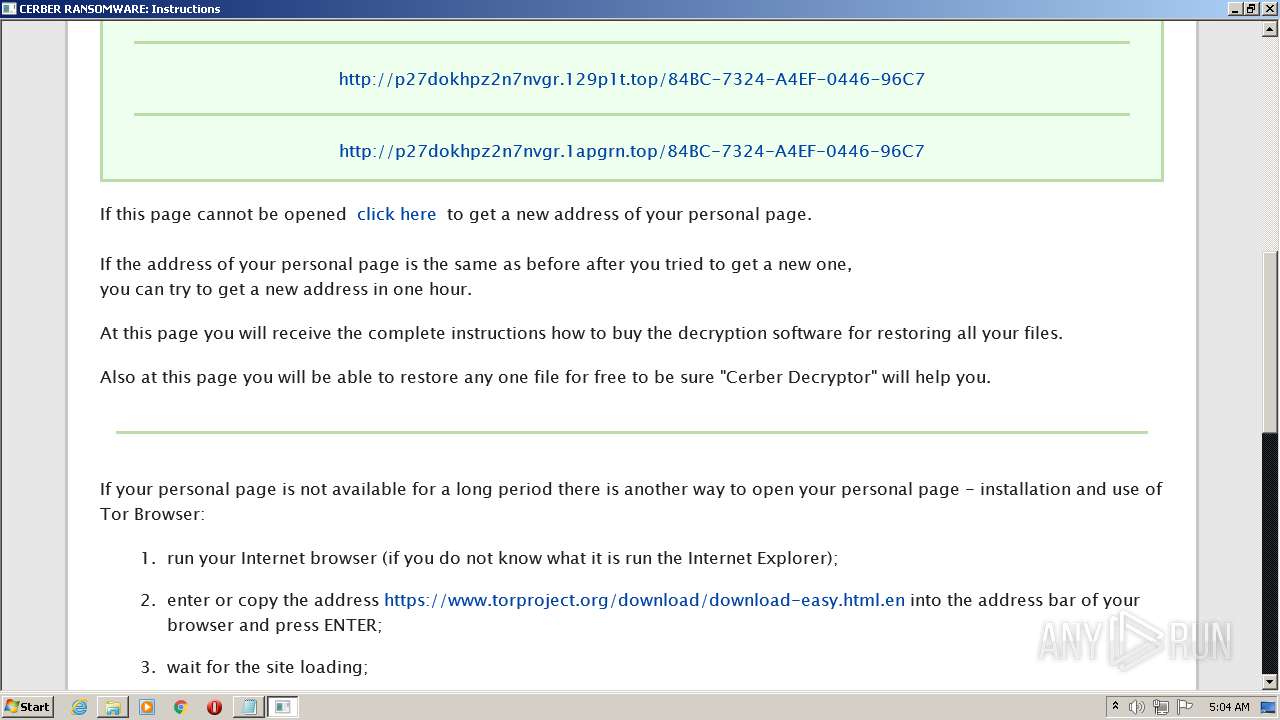 CERBER RANSOMWARE: Instructions
http://p27dokhpz2n7nvgr.129p1t.top/84BC-7324-A4EF-0446-96C7
http://p27dokhpz2n7nvgr.1apgrn.top/84BC-7324-A4EF-0446-96C7
If this page cannot be opened click here to get a new address of your personal page.
If the address of your personal page is the same as before after you tried to get a new one,
you can try to get a new address in one hour.
At this page you will receive the complete instructions how to buy the decryption software for restoring all your files.
Also at this page you will be able to restore any one file for free to be sure "Cerber Decryptor" will help you.
If your personal page is not available for a long period there is another way to open your personal page - installation and use of
Tor Browser:
1. run your Internet browser (if you do not know what it is run the Internet Explorer);
2. enter or copy the address https://www.torproject.org/download/download-easy.html.en into the address bar of your
browser and press ENTER;
3. wait for the site loading;
ANY RUN
Start
5:04 AM